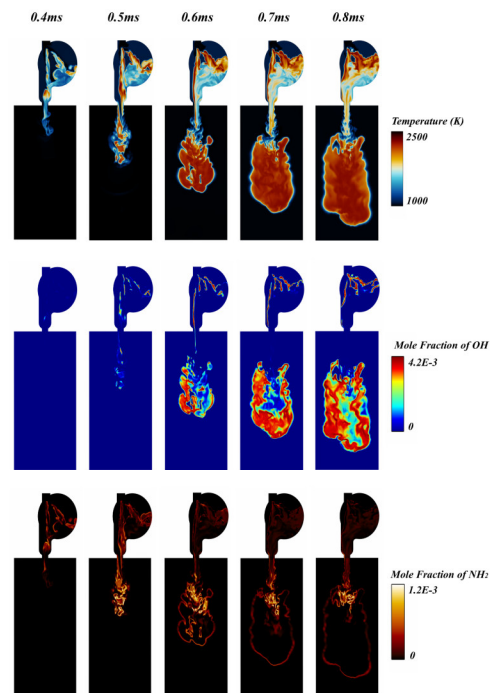 0.4ms 0.5ms 0.6ms 0.7ms 0.8ms
Temperature (K)
2500
1000
Mole Fraction of OH
4.2E-3
0
Mole Fraction of NH₂
1.2E-3
0